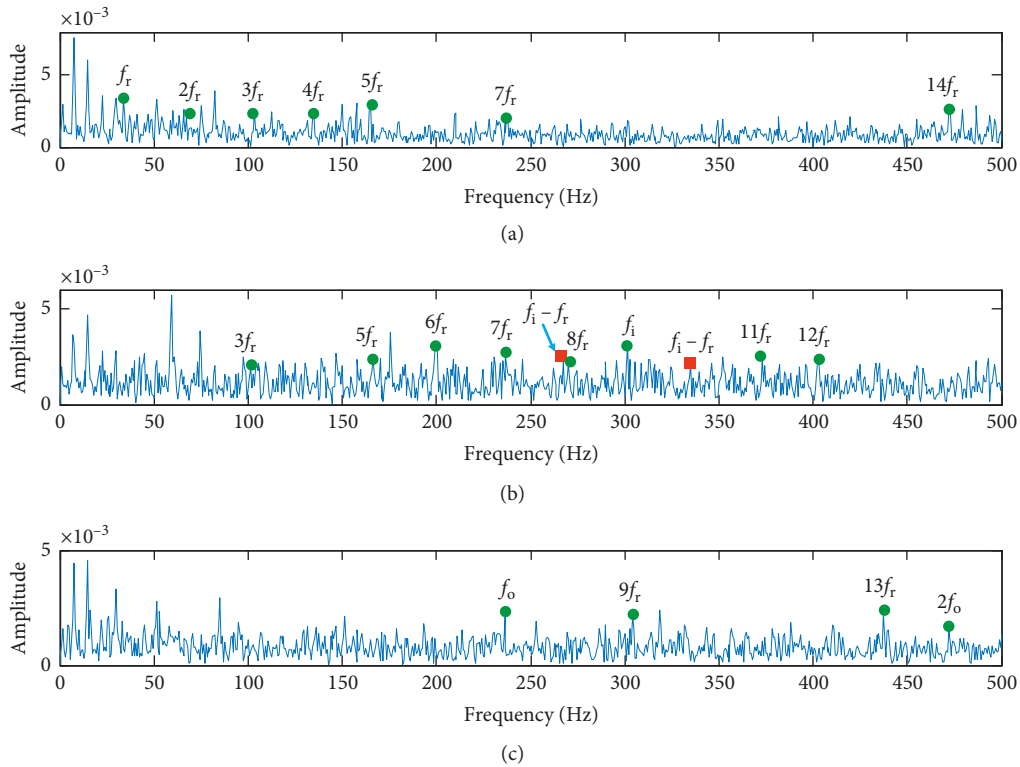 ×10⁻³
Amplitude
5
0
fᵣ 2fᵣ 3fᵣ 4fᵣ 5fᵣ 7fᵣ 14fᵣ
0 50 100 150 200 250 300 350 400 450 500
Frequency (Hz)
(a)
×10⁻³
Amplitude
5
0
3fᵣ 5fᵣ 6fᵣ 7fᵣ fᵢ – fᵣ 8fᵣ fᵢ fᵢ – fᵣ 11fᵣ 12fᵣ
0 50 100 150 200 250 300 350 400 450 500
Frequency (Hz)
(b)
×10⁻³
Amplitude
5
0
fₒ 9fᵣ 13fᵣ 2fₒ
0 50 100 150 200 250 300 350 400 450 500
Frequency (Hz)
(c)